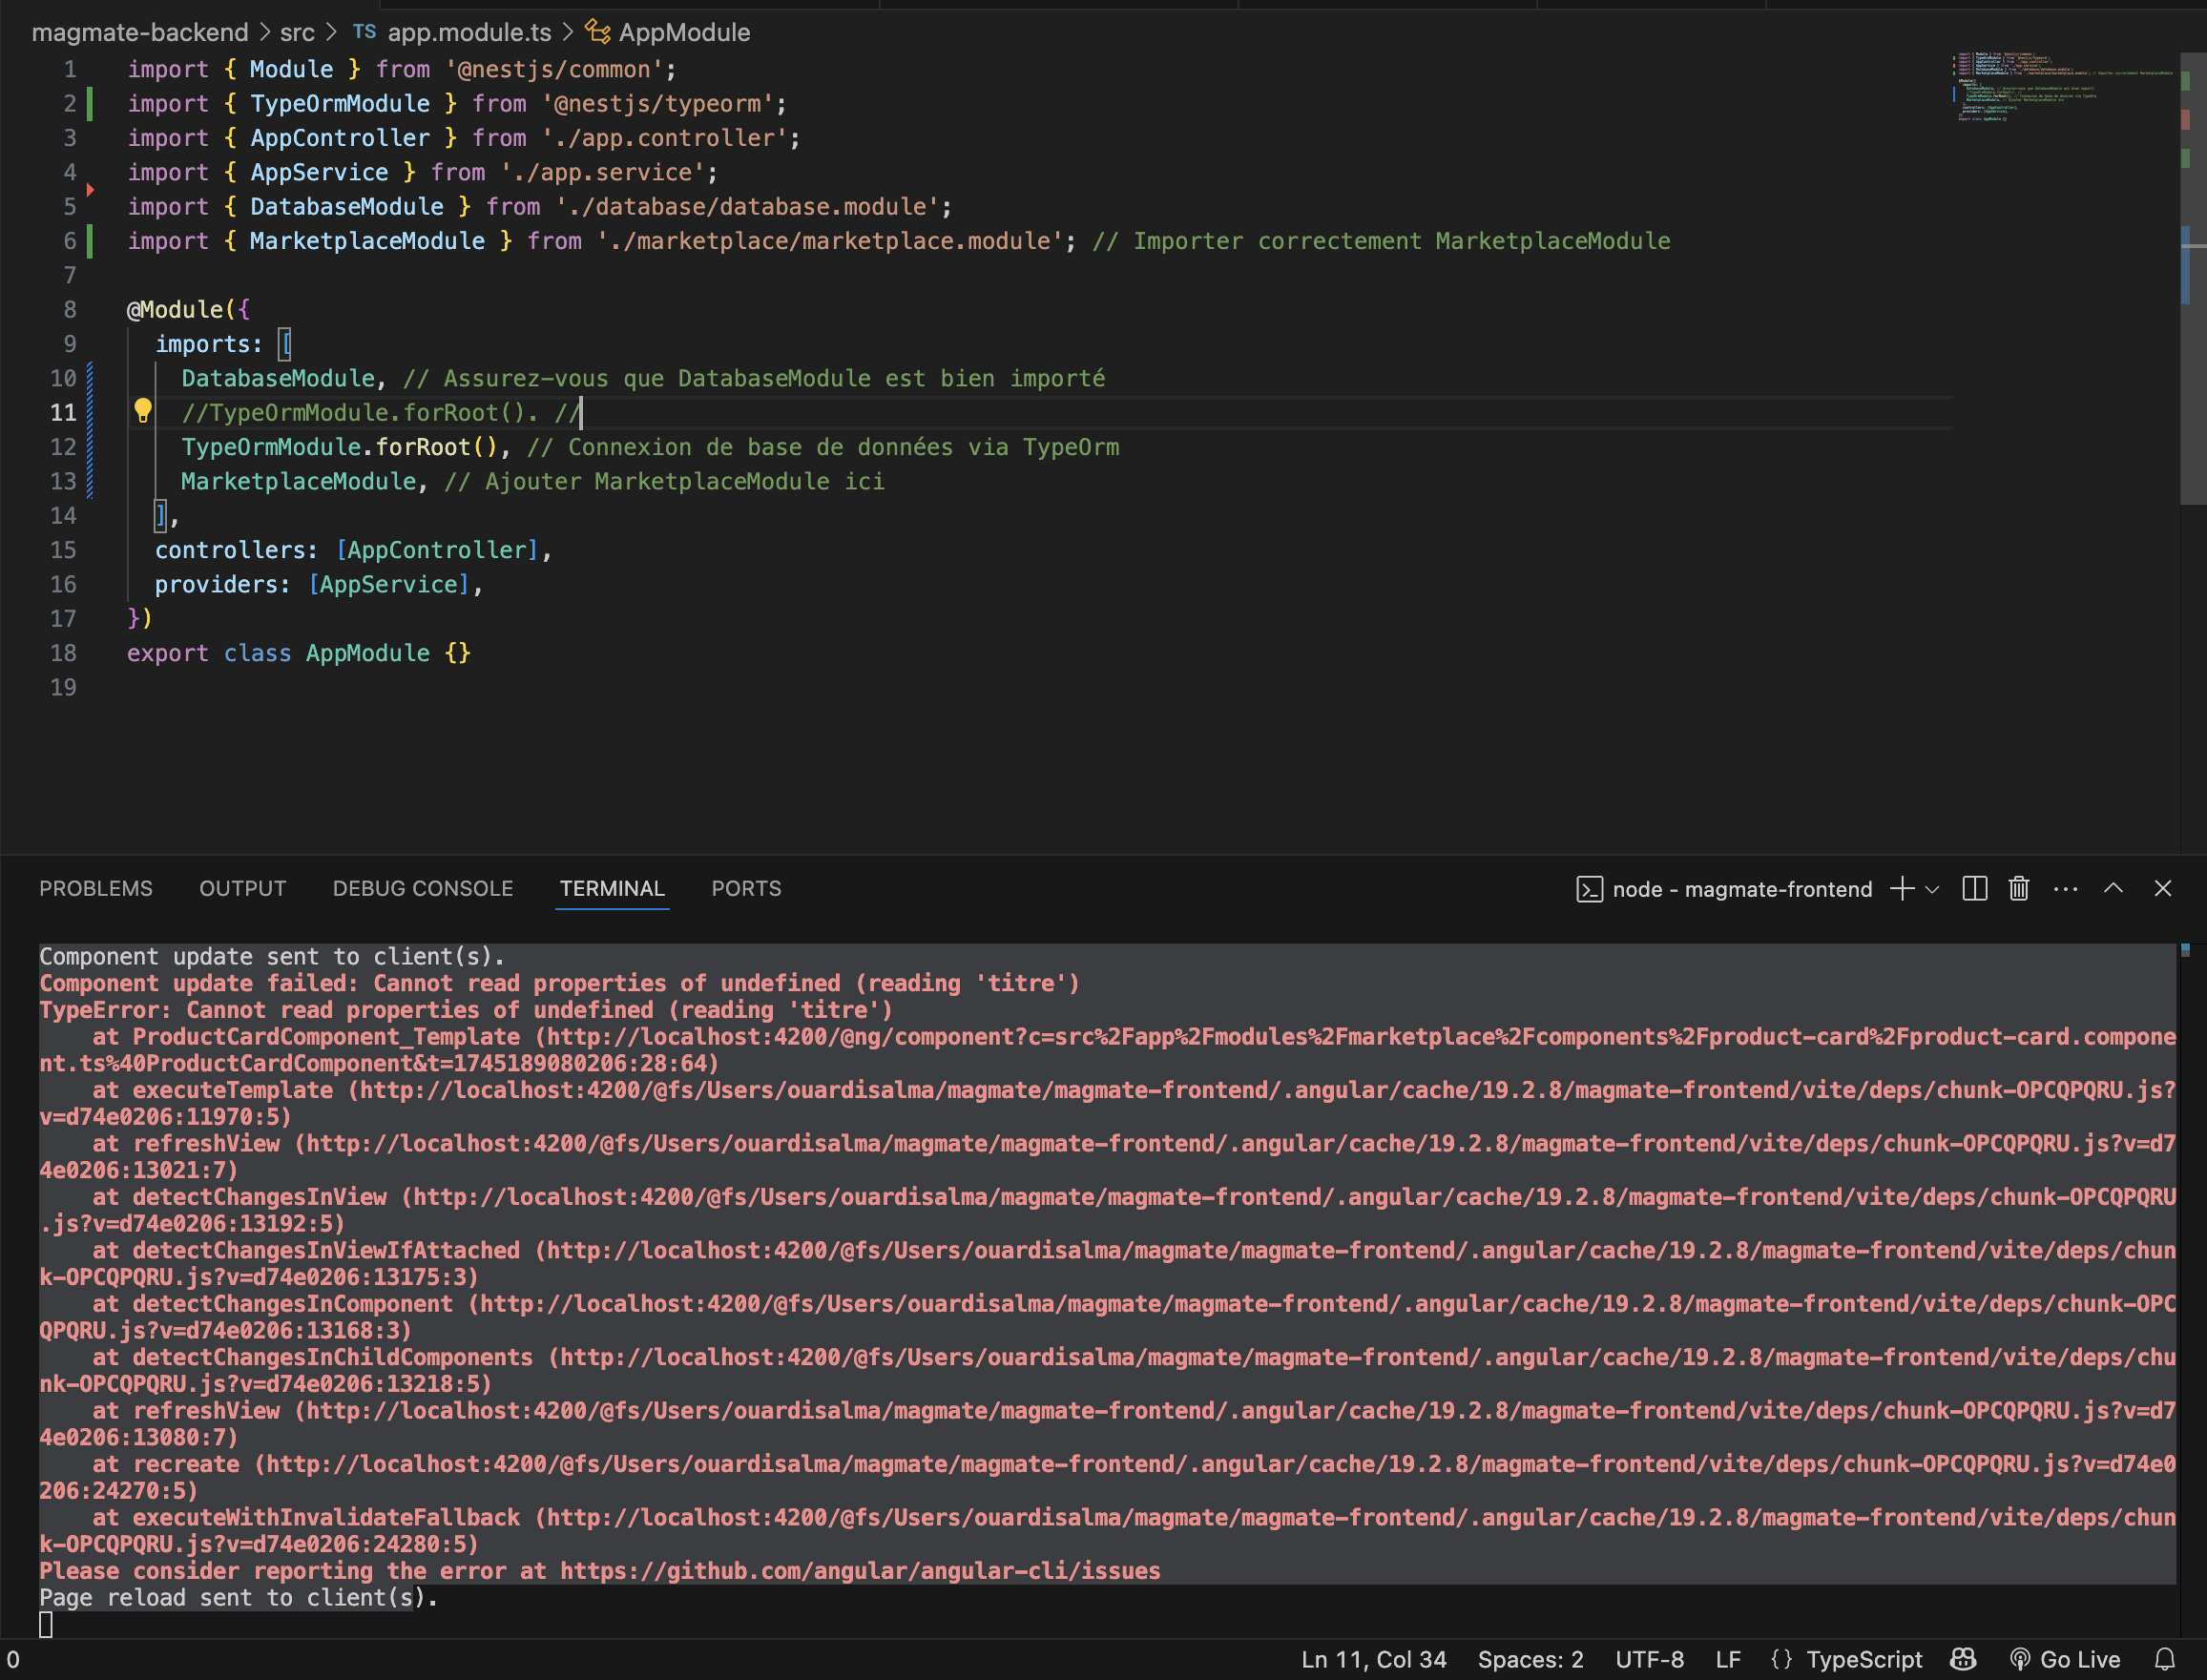 magmate-backend > src > TS app.module.ts > AppModule
1 import { Module } from '@nestjs/common';
2 import { TypeOrmModule } from '@nestjs/typeorm';
3 import { AppController } from './app.controller';
4 import { AppService } from './app.service';
5 import { DatabaseModule } from './database/database.module';
6 import { MarketplaceModule } from './marketplace/marketplace.module'; // Importer correctement MarketplaceModule
7
8 @Module({
9 imports: [
10 DatabaseModule, // Assurez-vous que DatabaseModule est bien importé
11 //TypeOrmModule.forRoot(). //
12 TypeOrmModule.forRoot(), // Connexion de base de données via TypeOrm
13 MarketplaceModule, // Ajouter MarketplaceModule ici
14 ],
15 controllers: [AppController],
16 providers: [AppService],
17 })
18 export class AppModule {}
19
PROBLEMS OUTPUT DEBUG CONSOLE TERMINAL PORTS node - magmate-frontend
Component update sent to client(s).
Component update failed: Cannot read properties of undefined (reading 'titre')
TypeError: Cannot read properties of undefined (reading 'titre')
at ProductCardComponent_Template (http://localhost:4200/@ng/component?c=src%2Fapp%2Fmodules%2Fmarketplace%2Fcomponents%2Fproduct-card%2Fproduct-card.compone
nt.ts%40ProductCardComponent&t=1745189080206:28:64)
at executeTemplate (http://localhost:4200/@fs/Users/ouardisalma/magmate/magmate-frontend/.angular/cache/19.2.8/magmate-frontend/vite/deps/chunk-OPCQPQRU.js?
v=d74e0206:11970:5)
at refreshView (http://localhost:4200/@fs/Users/ouardisalma/magmate/magmate-frontend/.angular/cache/19.2.8/magmate-frontend/vite/deps/chunk-OPCQPQRU.js?v=d7
4e0206:13021:7)
at detectChangesInView (http://localhost:4200/@fs/Users/ouardisalma/magmate/magmate-frontend/.angular/cache/19.2.8/magmate-frontend/vite/deps/chunk-OPCQPQRU
.js?v=d74e0206:13192:5)
at detectChangesInViewIfAttached (http://localhost:4200/@fs/Users/ouardisalma/magmate/magmate-frontend/.angular/cache/19.2.8/magmate-frontend/vite/deps/chun
k-OPCQPQRU.js?v=d74e0206:13175:3)
at detectChangesInComponent (http://localhost:4200/@fs/Users/ouardisalma/magmate/magmate-frontend/.angular/cache/19.2.8/magmate-frontend/vite/deps/chunk-OPC
QPQRU.js?v=d74e0206:13168:3)
at detectChangesInChildComponents (http://localhost:4200/@fs/Users/ouardisalma/magmate/magmate-frontend/.angular/cache/19.2.8/magmate-frontend/vite/deps/chu
nk-OPCQPQRU.js?v=d74e0206:13218:5)
at refreshView (http://localhost:4200/@fs/Users/ouardisalma/magmate/magmate-frontend/.angular/cache/19.2.8/magmate-frontend/vite/deps/chunk-OPCQPQRU.js?v=d7
4e0206:13080:7)
at recreate (http://localhost:4200/@fs/Users/ouardisalma/magmate/magmate-frontend/.angular/cache/19.2.8/magmate-frontend/vite/deps/chunk-OPCQPQRU.js?v=d74e0
206:24270:5)
at executeWithInvalidateFallback (http://localhost:4200/@fs/Users/ouardisalma/magmate/magmate-frontend/.angular/cache/19.2.8/magmate-frontend/vite/deps/chun
k-OPCQPQRU.js?v=d74e0206:24280:5)
Please consider reporting the error at https://github.com/angular/angular-cli/issues
Page reload sent to client(s).
0 Ln 11, Col 34 Spaces: 2 UTF-8 LF {} TypeScript Go Live